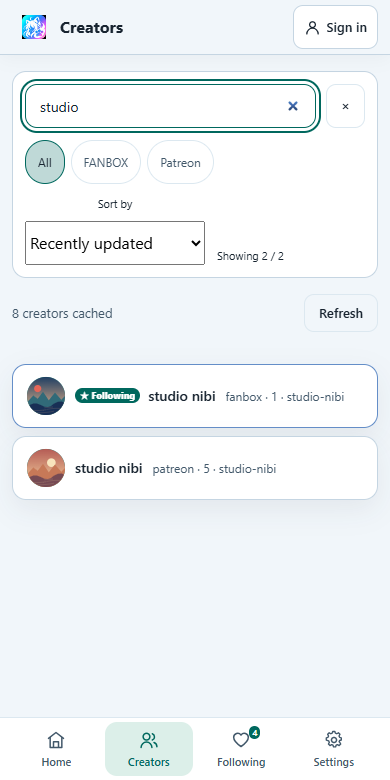 Creators
Sign in
studio
×
×
All
FANBOX
Patreon
Sort by
Recently updated
Showing 2 / 2
8 creators cached
Refresh
★ Following studio nibi fanbox · 1 · studio-nibi
studio nibi patreon · 5 · studio-nibi
4
Home
Creators
Following
Settings